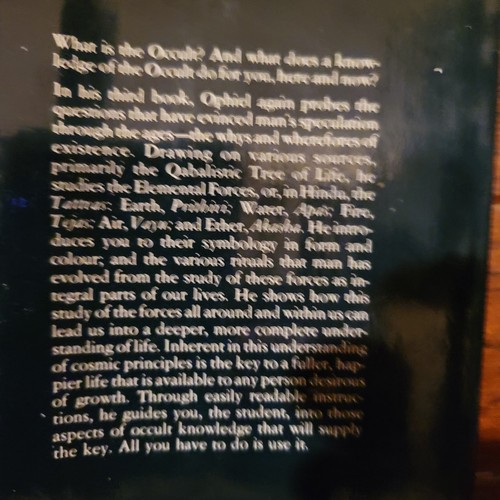 What is the Occult? And what does a know-
ledge of the Occult do for you, here and now?
In his third book, Ophiel again probes the
questions that have evinced man's speculation
through the ages—the whys and wherefores of
existence. Drawing on various sources,
primarily the Qabalistic Tree of Life, he
studies the Elemental Forces, or, in Hindu, the
Tattvas: Earth, Prithivi; Water, Apas; Fire,
Tejas; Air, Vayu; and Ether, Akasha. He intro-
duces you to their symbology in form and
colour, and the various rituals that man has
evolved from the study of these forces as in-
tegral parts of our lives. He shows how this
study of the forces all around and within us can
lead us into a deeper, more complete under-
standing of life. Inherent in this understanding
of cosmic principles is the key to a fuller, hap-
pier life that is available to any person desirous
of growth. Through easily readable instruc-
tions, he guides you, the student, into those
aspects of occult knowledge that will supply
the key. All you have to do is use it.